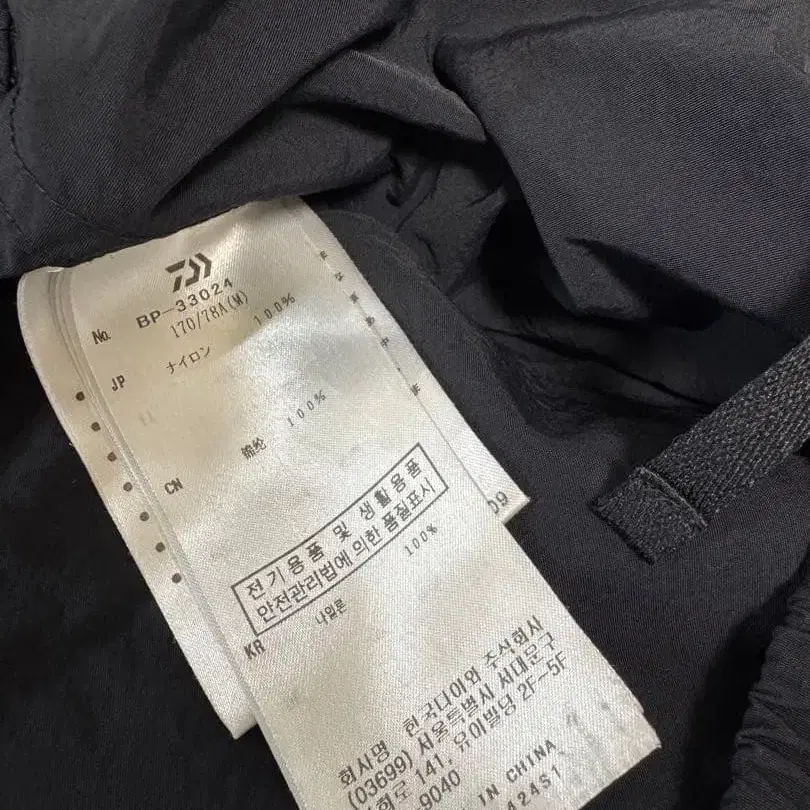 No. BP-33024
170/78A(M)
JP ナイロン 100%
CN 锦纶 100%
전기용품 및 생활용품
안전관리법에 의한 품질표시
KR 나일론 100%
회사명 한국다이와 주식회사
(03699) 서울특별시 서대문구
141, 유이빌딩 2F-5F
-9040
IN CHINA
24S1
09